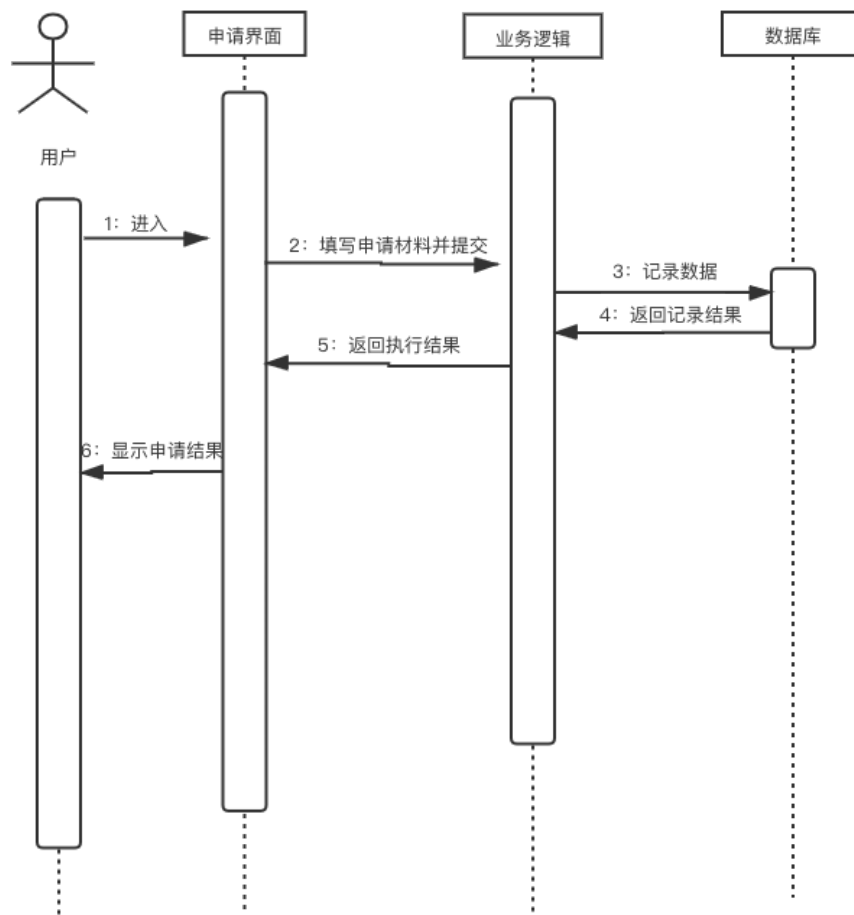 申请界面
业务逻辑
数据库
用户
1：进入
2：填写申请材料并提交
3：记录数据
4：返回记录结果
5：返回执行结果
6：显示申请结果